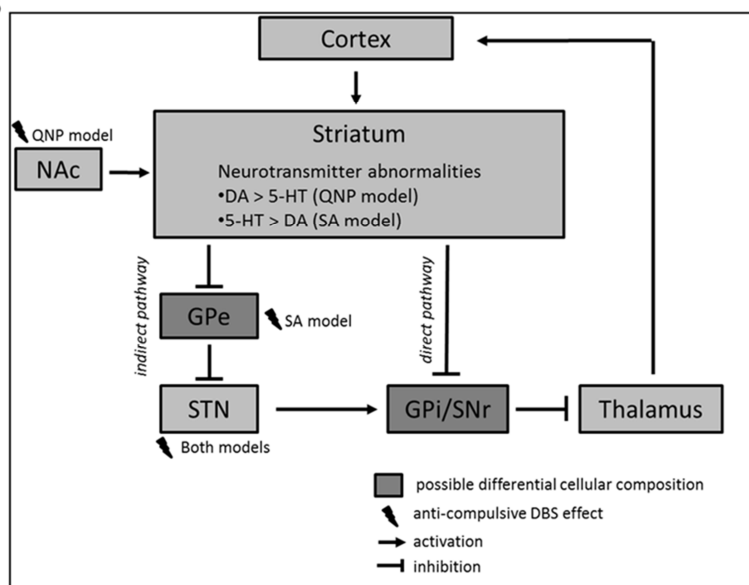 Cortex
QNP model
NAc
Striatum
Neurotransmitter abnormalities
•DA > 5-HT (QNP model)
•5-HT > DA (SA model)
indirect pathway
direct pathway
GPe
SA model
STN
GPi/SNr
Thalamus
Both models
possible differential cellular composition
anti-compulsive DBS effect
activation
inhibition